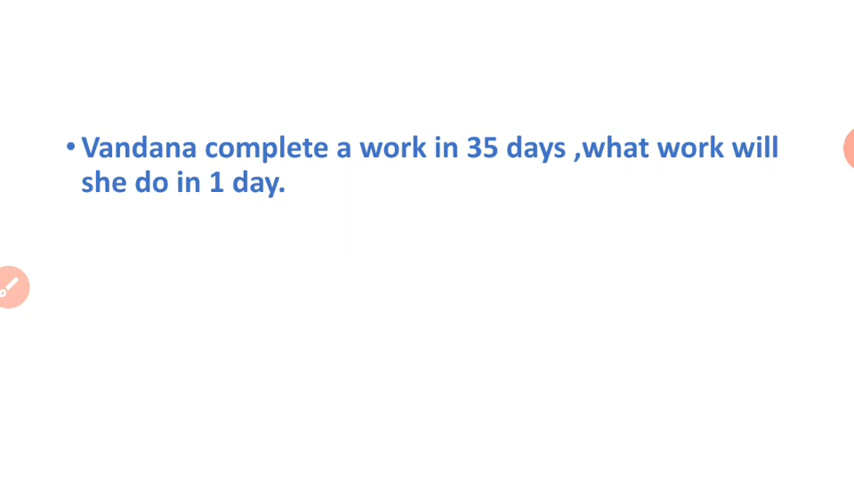 • Vandana complete a work in 35 days ,what work will
she do in 1 day.